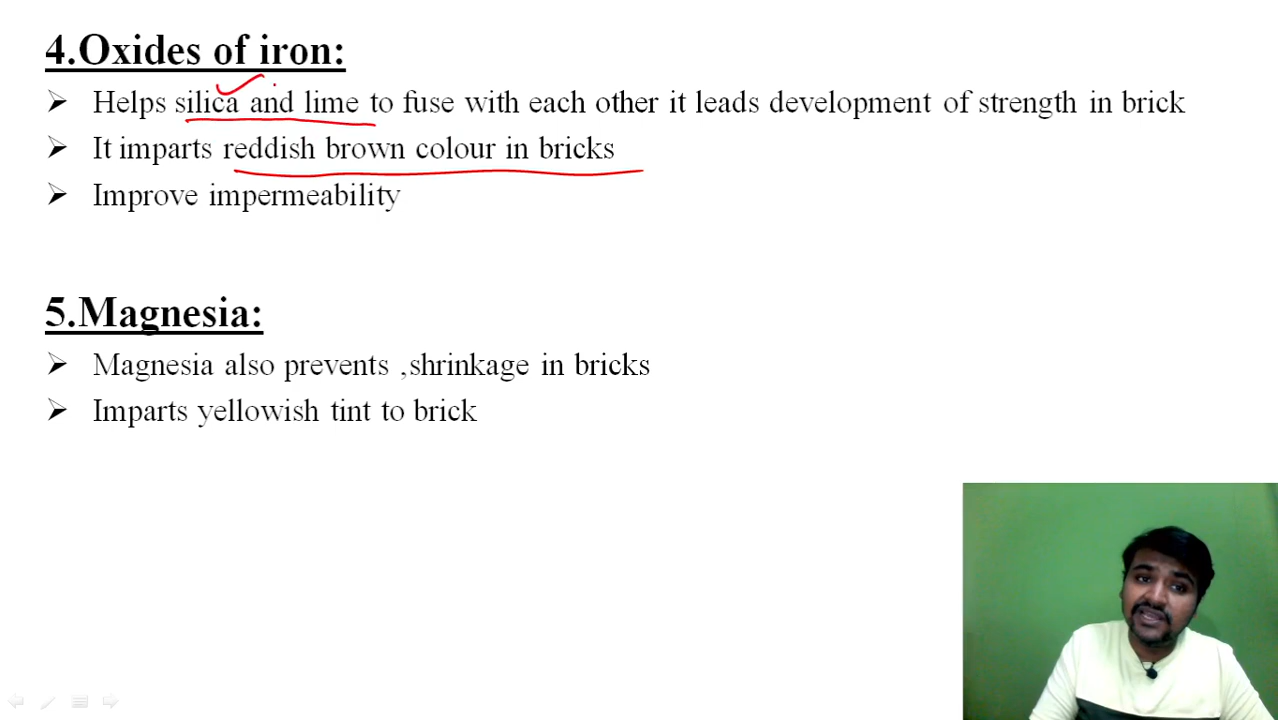 4.Oxides of iron:
➢ Helps silica and lime to fuse with each other it leads development of strength in brick
➢ It imparts reddish brown colour in bricks
➢ Improve impermeability
5.Magnesia:
➢ Magnesia also prevents ,shrinkage in bricks
➢ Imparts yellowish tint to brick